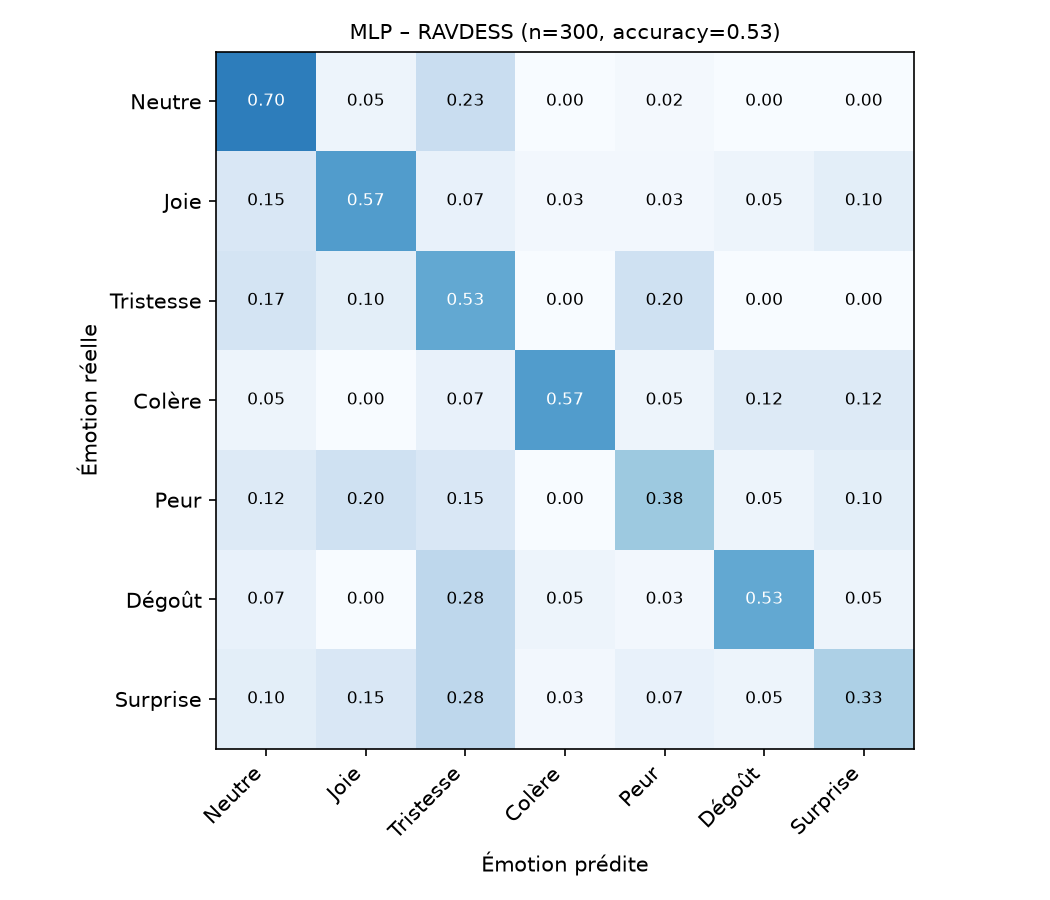 MLP – RAVDESS (n=300, accuracy=0.53)
Neutre 0.70 0.05 0.23 0.00 0.02 0.00 0.00
Joie 0.15 0.57 0.07 0.03 0.03 0.05 0.10
Tristesse 0.17 0.10 0.53 0.00 0.20 0.00 0.00
Colère 0.05 0.00 0.07 0.57 0.05 0.12 0.12
Peur 0.12 0.20 0.15 0.00 0.38 0.05 0.10
Dégoût 0.07 0.00 0.28 0.05 0.03 0.53 0.05
Surprise 0.10 0.15 0.28 0.03 0.07 0.05 0.33
Émotion réelle
Neutre Joie Tristesse Colère Peur Dégoût Surprise
Émotion prédite